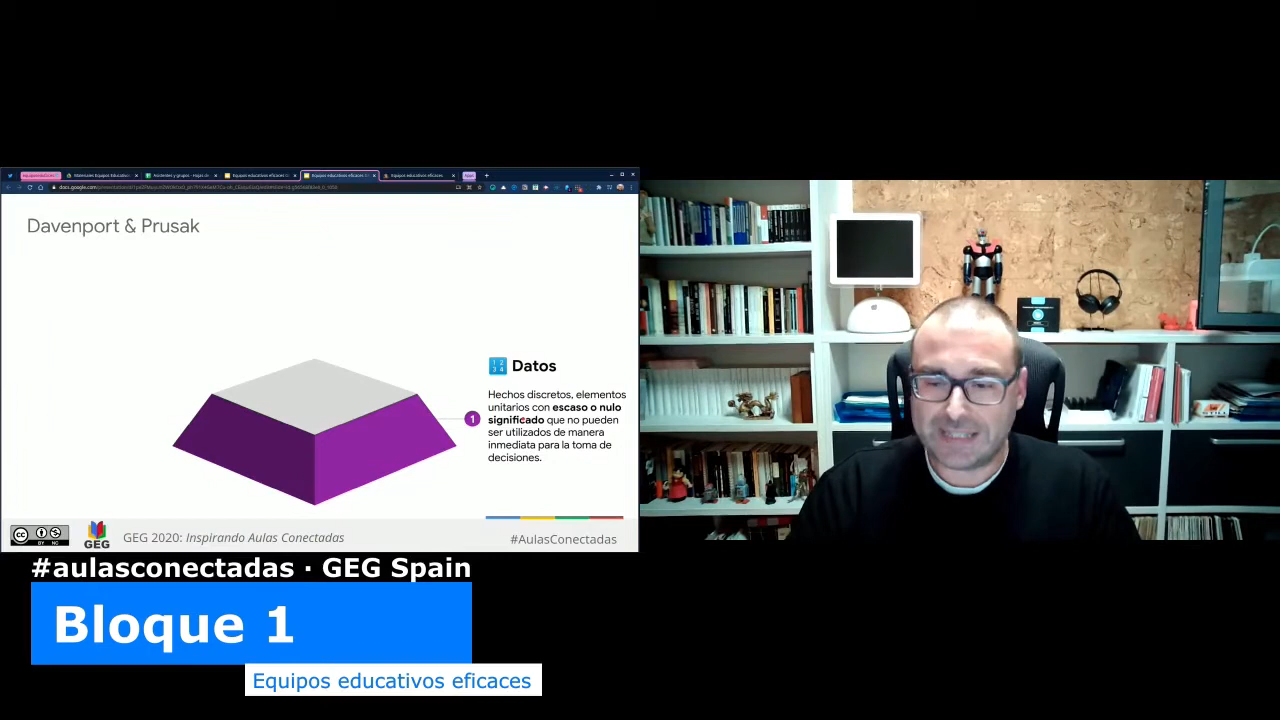 Davenport & Prusak
Datos
Hechos discretos, elementos
unitarios con escaso o nulo
significado que no pueden
ser utilizados de manera
inmediata para la toma de
decisiones.
1
GEG
GEG 2020: Inspirando Aulas Conectadas
#AulasConectadas
#aulasconectadas · GEG Spain
Bloque 1
Equipos educativos eficaces